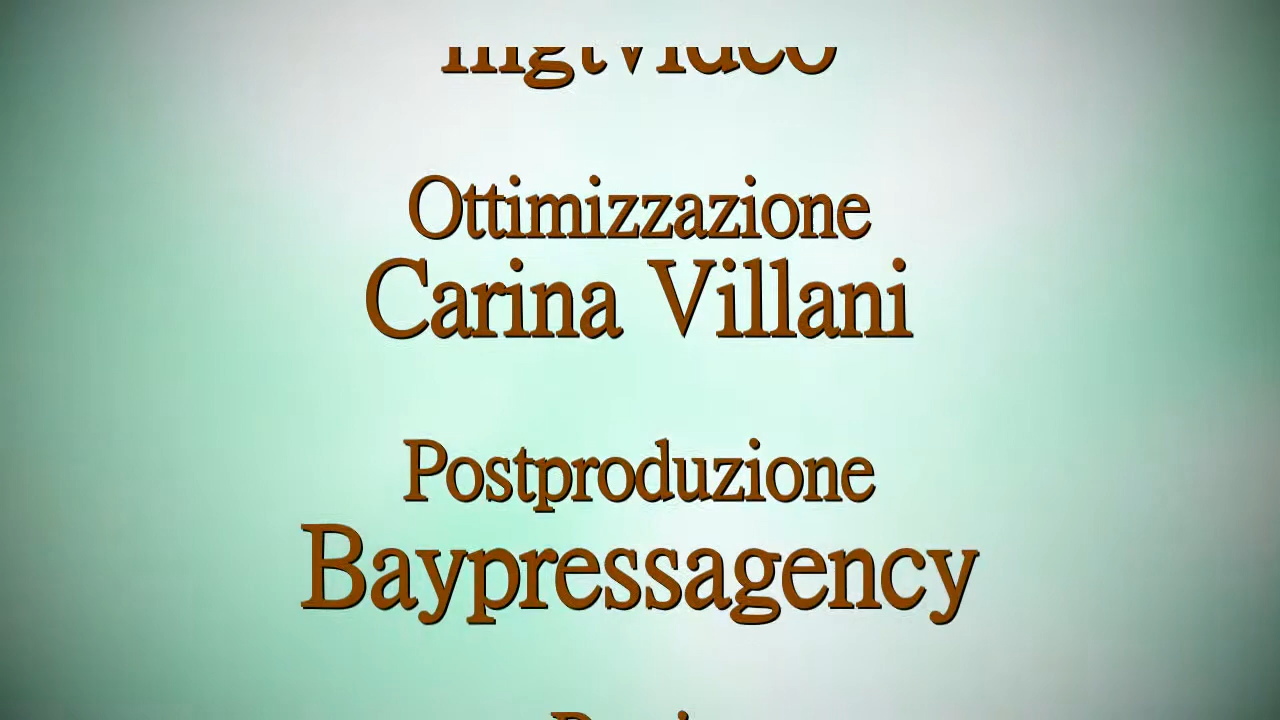 Ottimizzazione
Carina Villani
Postproduzione
Baypressagency